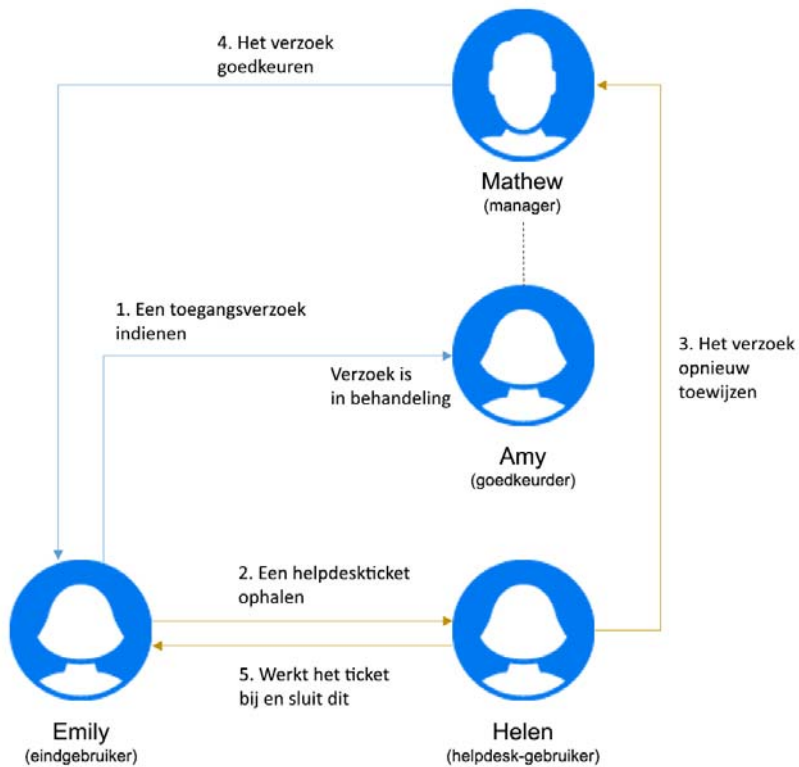 4. Het verzoek
goedkeuren
Mathew
(manager)
1. Een toegangsverzoek
indienen
Verzoek is
in behandeling
3. Het verzoek
opnieuw
toewijzen
Amy
(goedkeurder)
2. Een helpdeskticket
ophalen
5. Werkt het ticket
bij en sluit dit
Emily
(eindgebruiker)
Helen
(helpdesk-gebruiker)